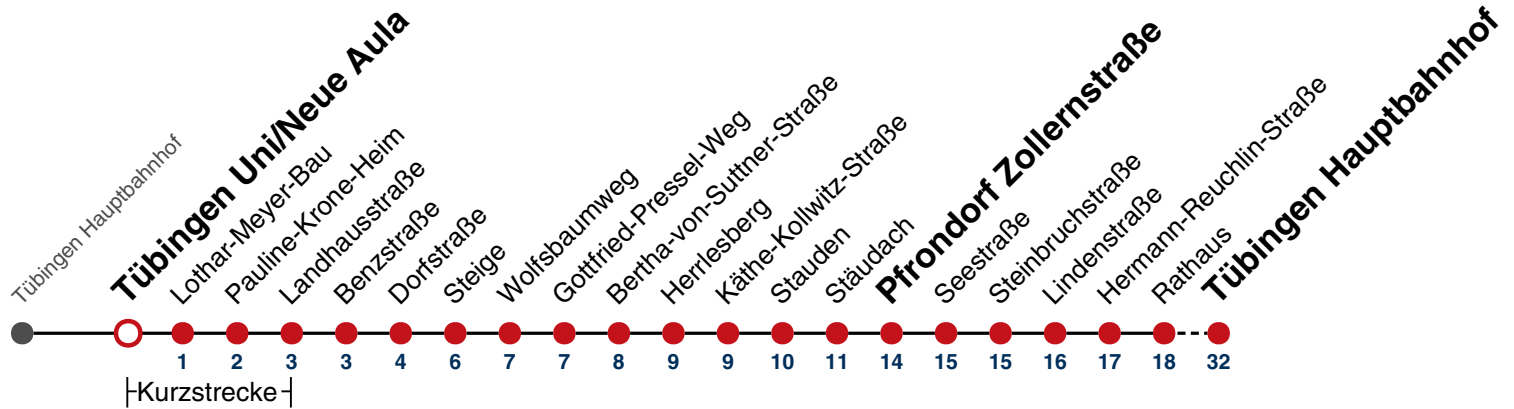 Tübingen Hauptbahnhof
Tübingen Uni/Neue Aula
Lothar-Meyer-Bau
Pauline-Krone-Heim
Landhausstraße
Benzstraße
Dorfstraße
Steige
Wolfsbaumweg
Gottfried-Pressel-Weg
Bertha-von-Suttner-Straße
Herrlesberg
Käthe-Kollwitz-Straße
Stauden
Stäudach
Pfrondorf Zollernstraße
Seestraße
Steinbruchstraße
Lindenstraße
Hermann-Reuchlin-Straße
Rathaus
Tübingen Hauptbahnhof
1 2 3 3 4 6 7 7 8 9 9 10 11 14 15 15 16 17 18 32
Kurzstrecke